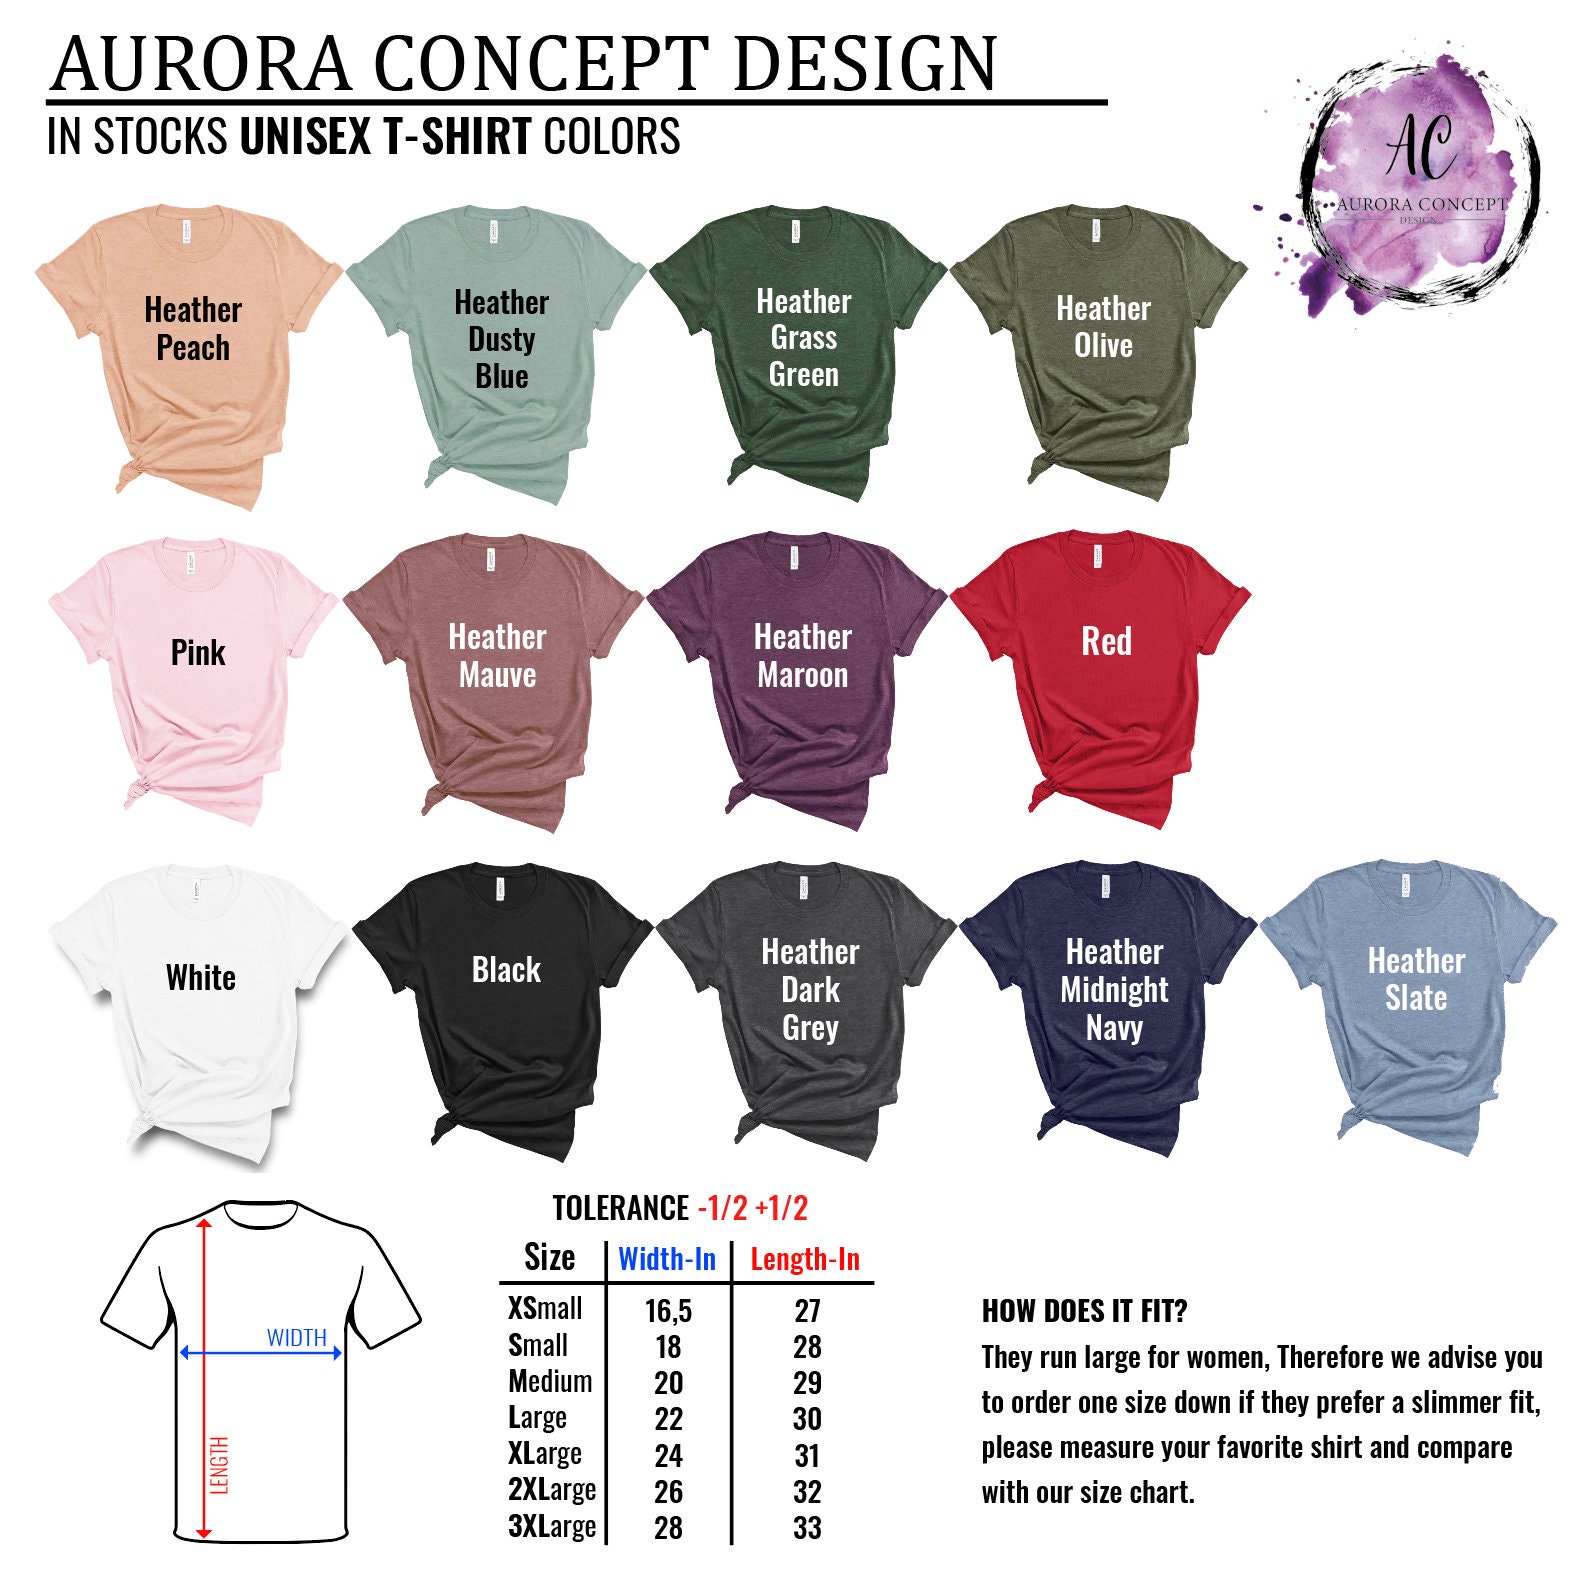 AURORA CONCEPT DESIGN
IN STOCKS UNISEX T-SHIRT COLORS
AC
AURORA CONCEPT
DESIGN
Heather
Peach
Heather
Dusty
Blue
Heather
Grass
Green
Heather
Olive
Pink
Heather
Mauve
Heather
Maroon
Red
White
Black
Heather
Dark
Grey
Heather
Midnight
Navy
Heather
Slate
WIDTH
LENGTH
TOLERANCE -1/2 +1/2
Size Width-In Length-In
XSmall 16,5 27
Small 18 28
Medium 20 29
Large 22 30
XLarge 24 31
2XLarge 26 32
3XLarge 28 33
HOW DOES IT FIT?
They run large for women, Therefore we advise you
to order one size down if they prefer a slimmer fit,
please measure your favorite shirt and compare
with our size chart.